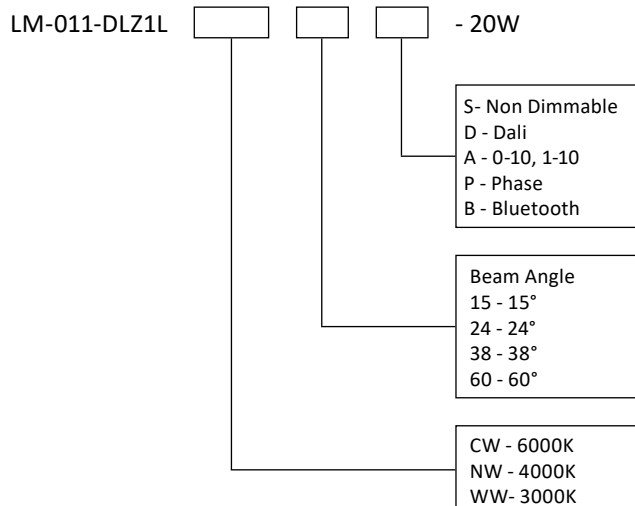 LM-011-DLZ1L - 20W
S- Non Dimmable
D - Dali
A - 0-10, 1-10
P - Phase
B - Bluetooth
Beam Angle
15 - 15°
24 - 24°
38 - 38°
60 - 60°
CW - 6000K
NW - 4000K
WW- 3000K